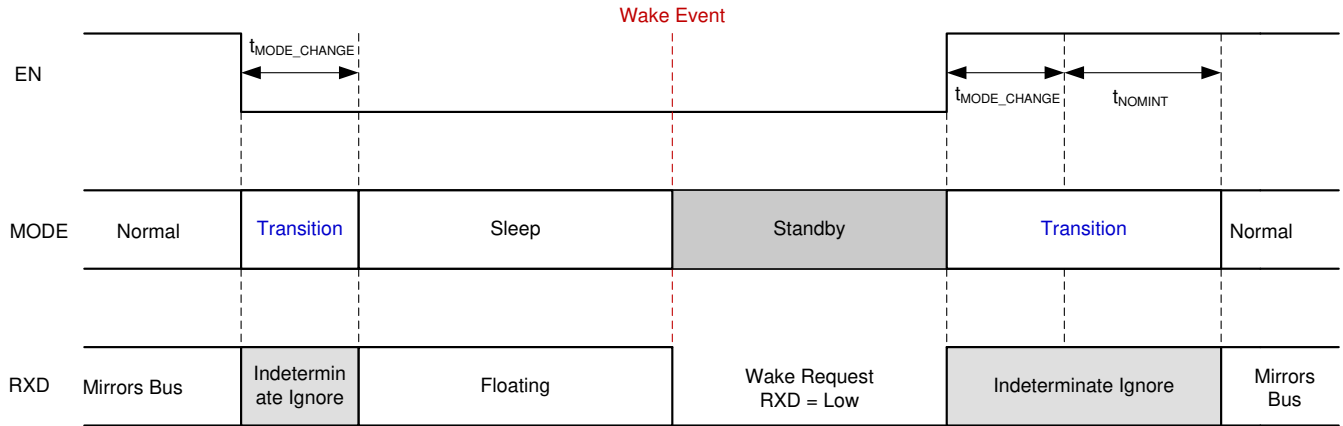 Wake Event
EN
tMODE_CHANGE
tMODE_CHANGE
tNOMINT
MODE
Normal
Transition
Sleep
Standby
Transition
Normal
RXD
Mirrors Bus
Indetermin
ate Ignore
Floating
Wake Request
RXD = Low
Indeterminate Ignore
Mirrors
Bus